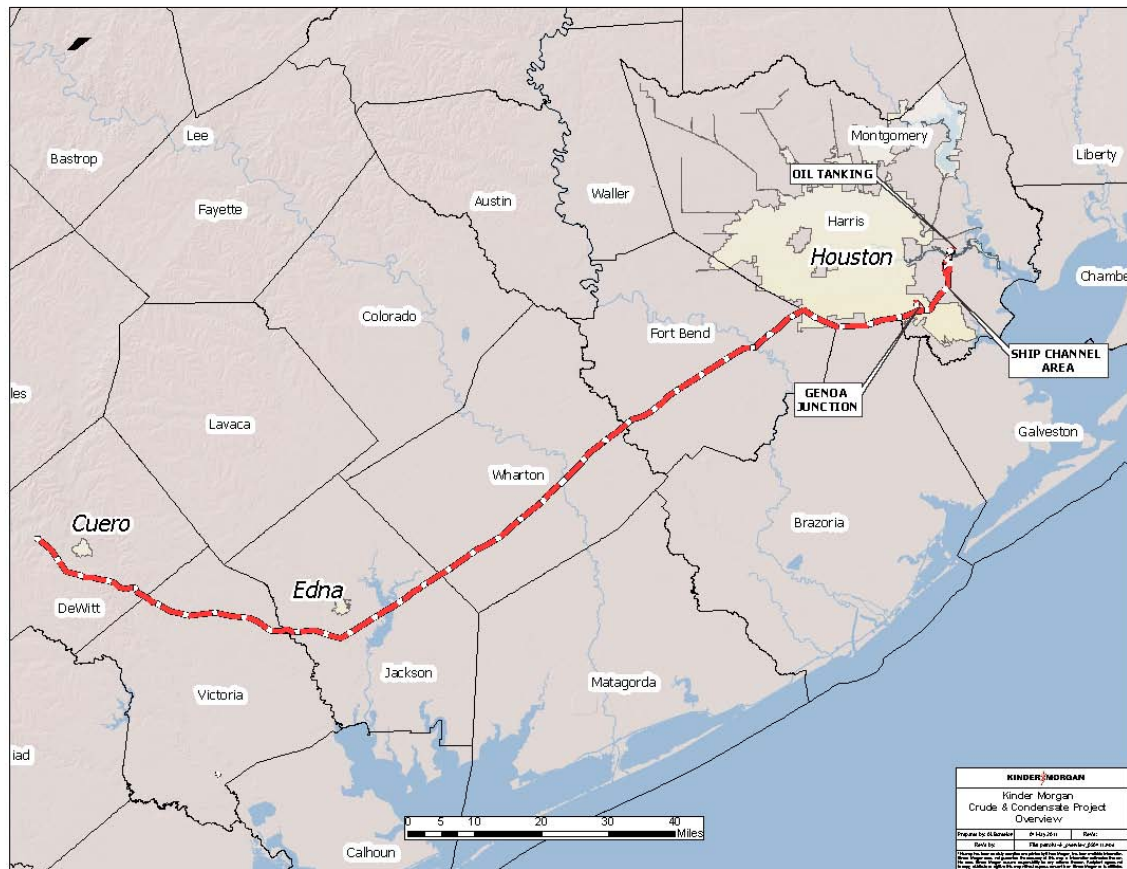 Bastrop
Lee
Fayette
Austin
Waller
Montgomery
Liberty
OIL TANKING
Harris
Houston
Chambe
Colorado
Fort Bend
SHIP CHANNEL
AREA
GENOA
JUNCTION
les
Lavaca
Galveston
Wharton
Cuero
Brazoria
Edna
DeWitt
Jackson
Matagorda
Victoria
iad
0 5 10 20 30 40
Miles
Calhoun
KINDER MORGAN
Kinder Morgan
Crude & Condensate Project
Overview